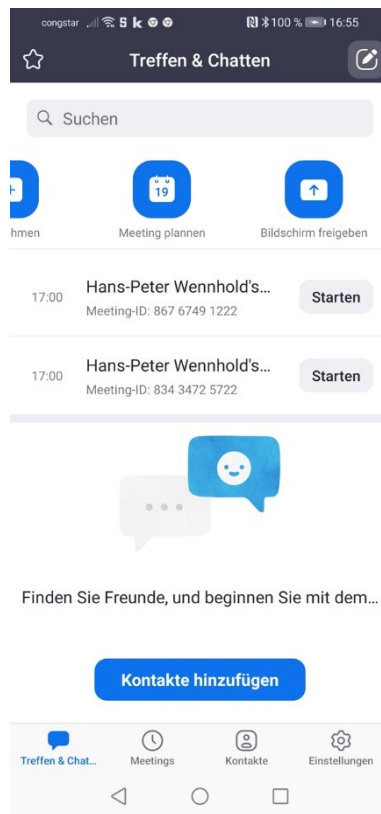 congstar 100 % 16:55
Treffen & Chatten
Suchen
19
hmen Meeting plannen Bildschirm freigeben
17:00 Hans-Peter Wennhold's... Starten
Meeting-ID: 867 6749 1222
17:00 Hans-Peter Wennhold's... Starten
Meeting-ID: 834 3472 5722
Finden Sie Freunde, und beginnen Sie mit dem...
Kontakte hinzufügen
Treffen & Chat... Meetings Kontakte Einstellungen